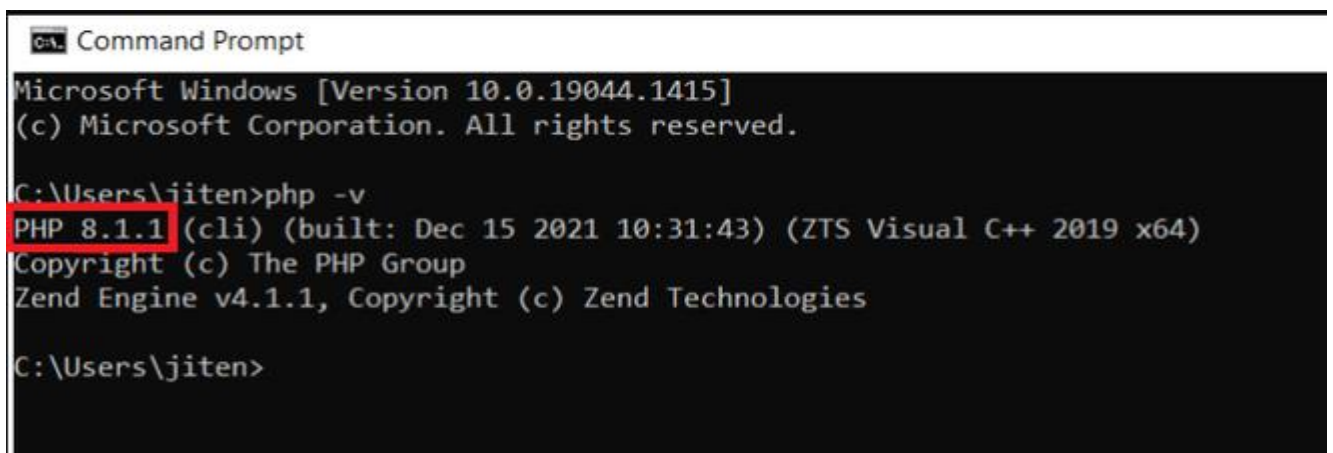 Command Prompt
Microsoft Windows [Version 10.0.19044.1415]
(c) Microsoft Corporation. All rights reserved.
C:\Users\jiten>php -v
PHP 8.1.1 (cli) (built: Dec 15 2021 10:31:43) (ZTS Visual C++ 2019 x64)
Copyright (c) The PHP Group
Zend Engine v4.1.1, Copyright (c) Zend Technologies
C:\Users\jiten>